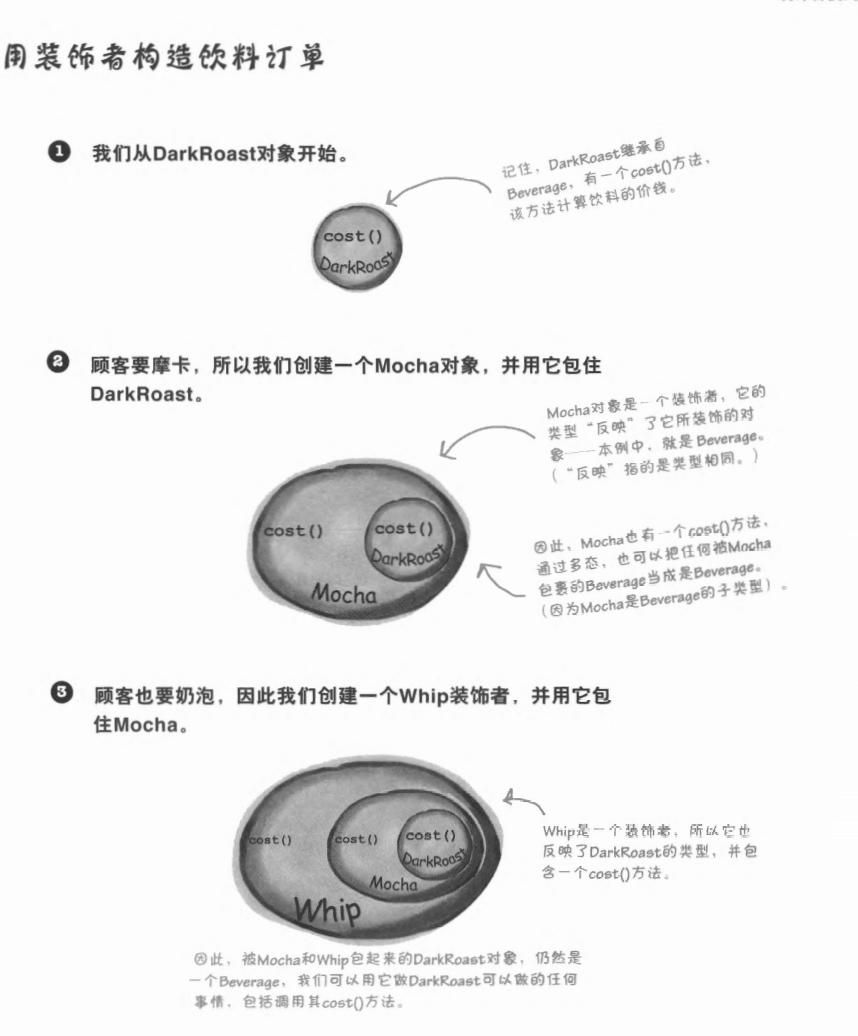 用装饰者构造饮料订单
❶ 我们从DarkRoast对象开始。
记住，DarkRoast继承自
Beverage，有一个cost()方法，
该方法计算饮料的价钱。
cost()
DarkRoast
❷ 顾客要摩卡，所以我们创建一个Mocha对象，并用它包住
DarkRoast。
Mocha对象是一个装饰者，它的
类型“反映”了它所装饰的对
象——本例中，就是Beverage。
（“反映”指的是类型相同。）
cost()
cost()
DarkRoast
Mocha
因此，Mocha也有一个cost()方法，
通过多态，也可以把任何被Mocha
包裹的Beverage当成是Beverage。
（因为Mocha是Beverage的子类型）。
❸ 顾客也要奶泡，因此我们创建一个Whip装饰者，并用它包
住Mocha。
cost()
cost()
cost()
DarkRoast
Mocha
Whip
Whip是一个装饰者，所以它也
反映了DarkRoast的类型，并包
含一个cost()方法。
因此，被Mocha和Whip包起来的DarkRoast对象，仍然是
一个Beverage，我们可以用它做DarkRoast可以做的任何
事情，包括调用其cost()方法。